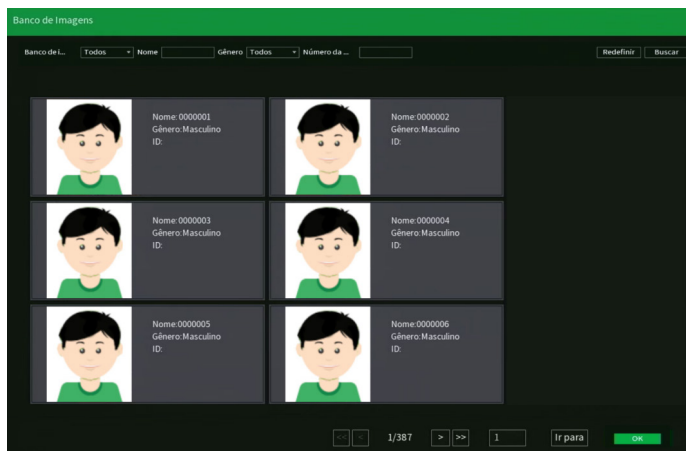 Banco de Imagens
Banco de i... Todos Nome Gênero Todos Número da ... Redefinir Buscar
Nome:0000001
Gênero:Masculino
ID:
Nome:0000002
Gênero:Masculino
ID:
Nome:0000003
Gênero:Masculino
ID:
Nome:0000004
Gênero:Masculino
ID:
Nome:0000005
Gênero:Masculino
ID:
Nome:0000006
Gênero:Masculino
ID:
<< < 1/387 > >> 1 Ir para OK